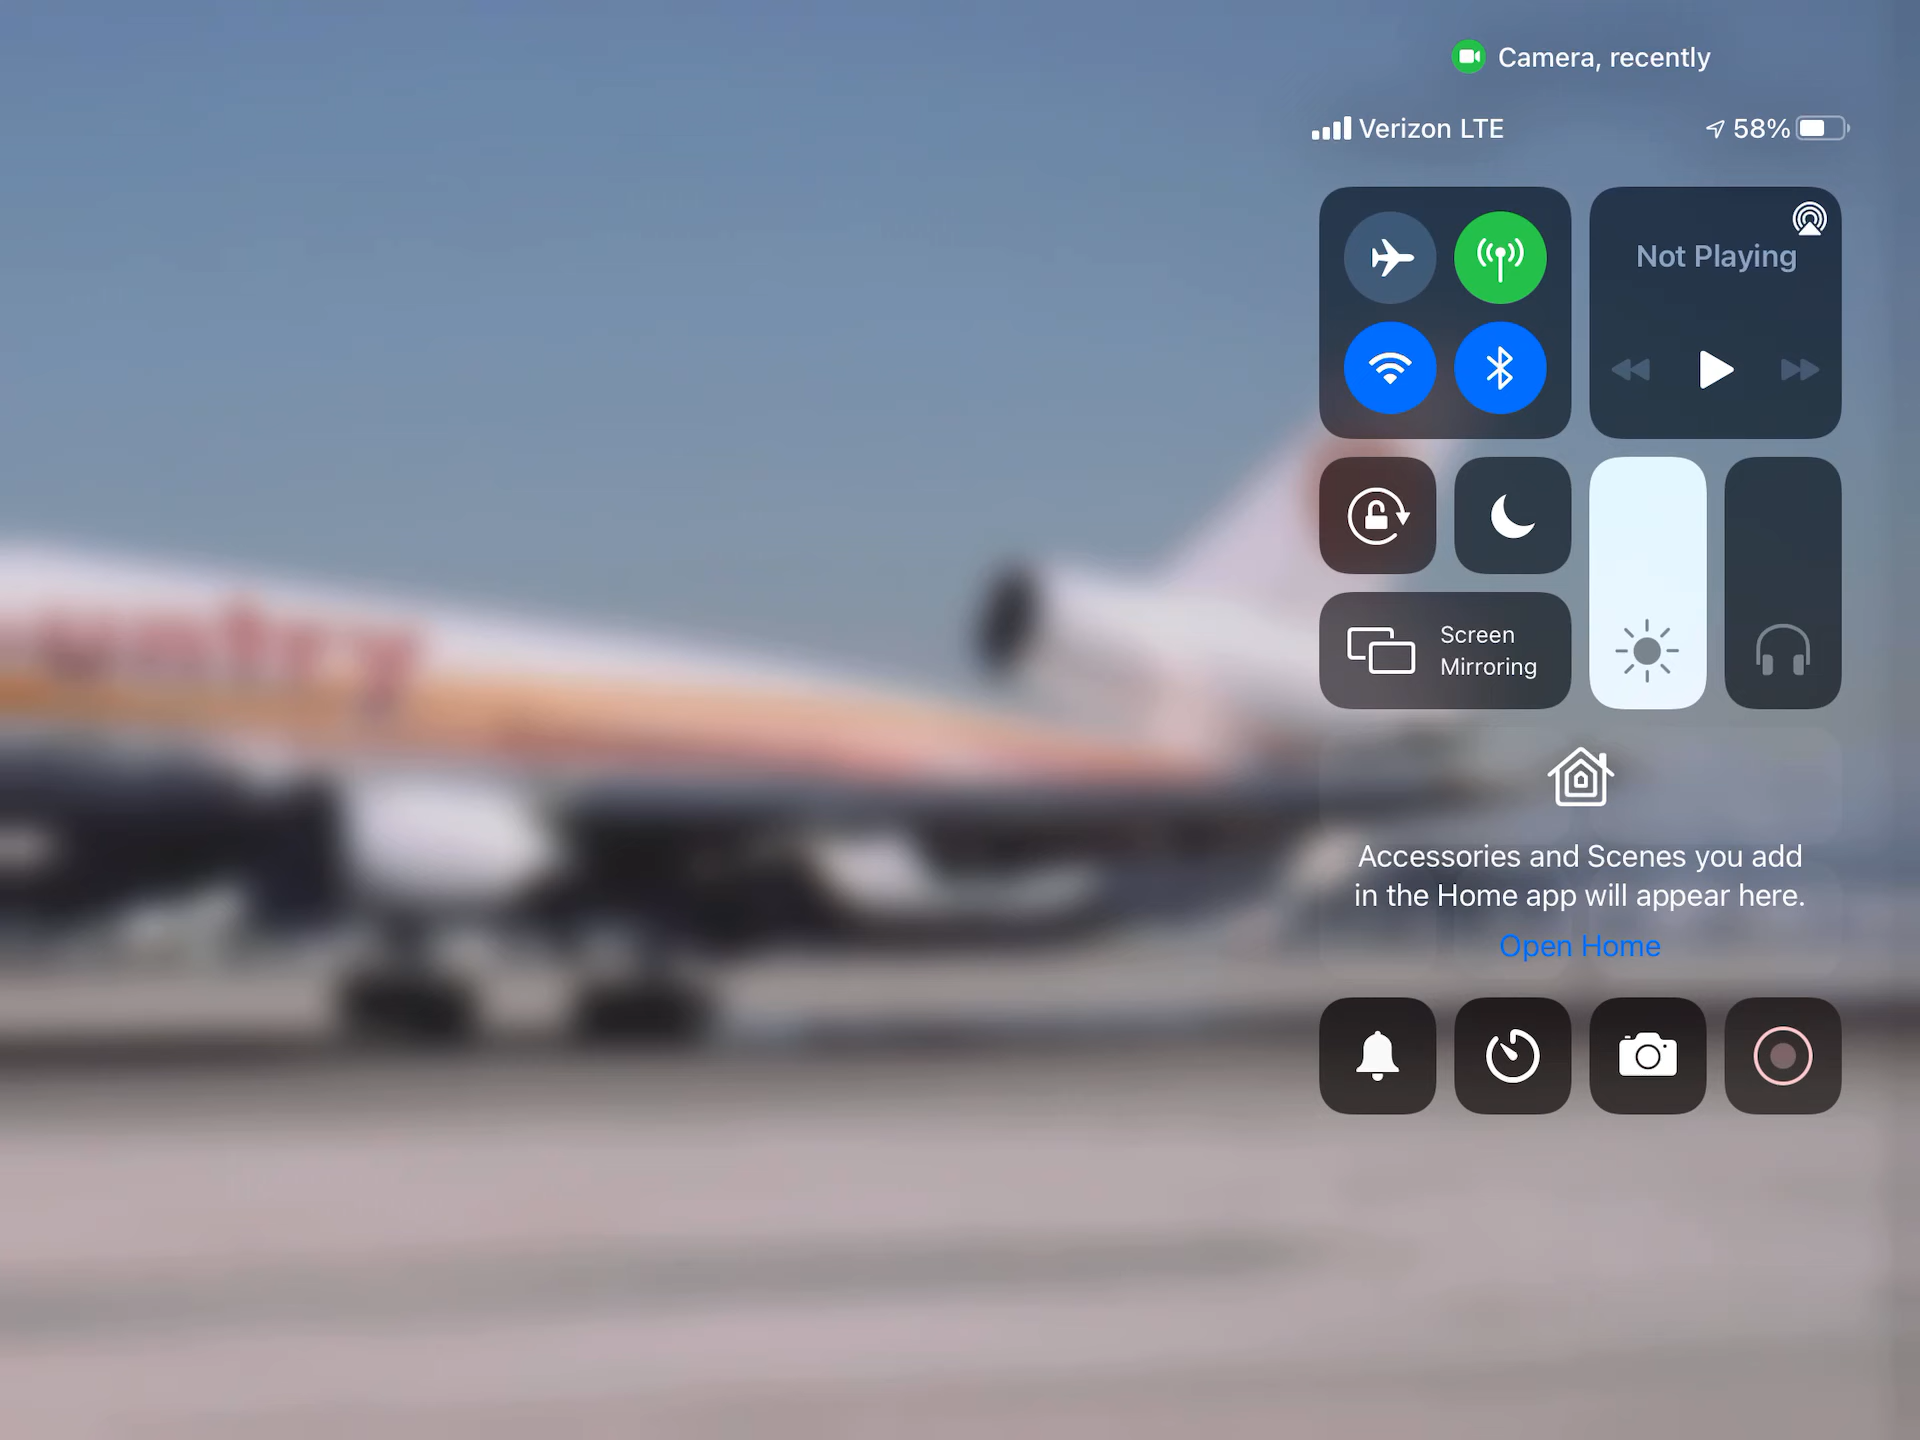 Camera, recently
Verizon LTE
58%
Not Playing
Screen
Mirroring
Accessories and Scenes you add
in the Home app will appear here.
Open Home